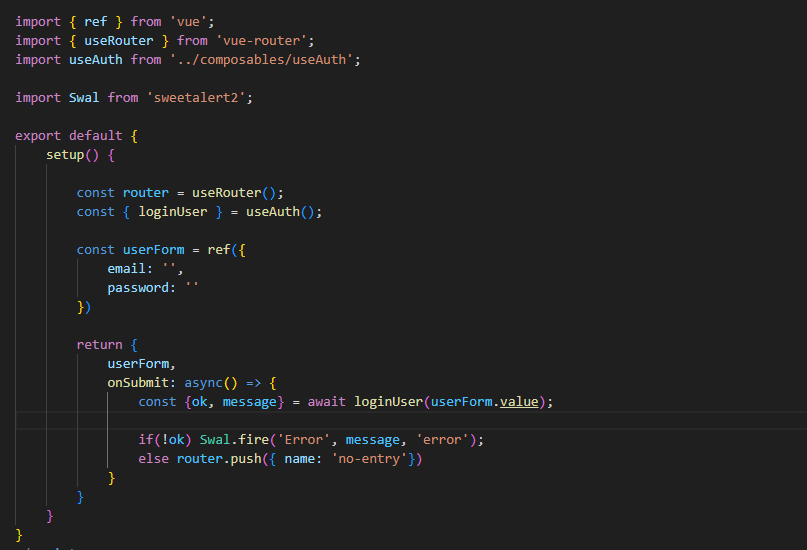 import { ref } from 'vue';
import { useRouter } from 'vue-router';
import useAuth from '../composables/useAuth';

import Swal from 'sweetalert2';

export default {
    setup() {

        const router = useRouter();
        const { loginUser } = useAuth();

        const userForm = ref({
            email: '',
            password: ''
        })

        return {
            userForm,
            onSubmit: async() => {
                const {ok, message} = await loginUser(userForm.value);

                if(!ok) Swal.fire('Error', message, 'error');
                else router.push({ name: 'no-entry'})
            }
        }
    }
}